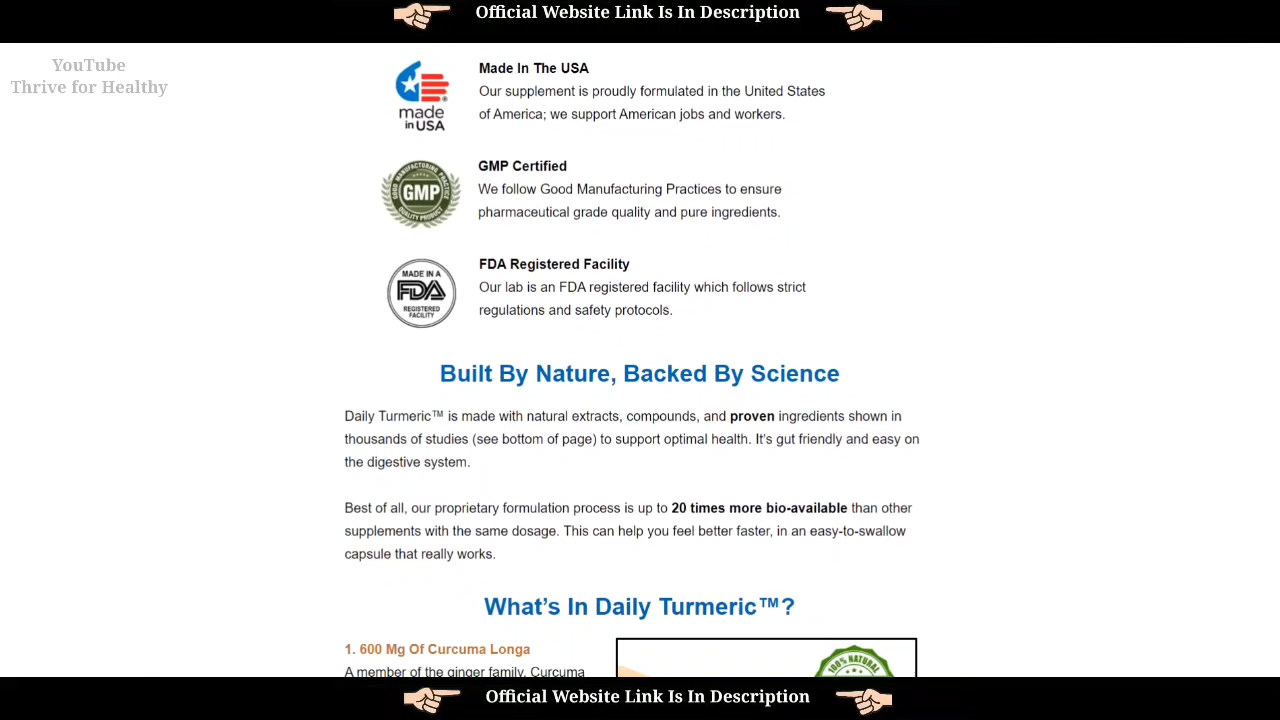 Official Website Link Is In Description
YouTube
Thrive for Healthy
made
in USA
Made In The USA
Our supplement is proudly formulated in the United States
of America; we support American jobs and workers.
GOOD MANUFACTURING PRACTICE
GMP
QUALITY PRODUCT
GMP Certified
We follow Good Manufacturing Practices to ensure
pharmaceutical grade quality and pure ingredients.
MADE IN A
FDA
REGISTERED
FACILITY
FDA Registered Facility
Our lab is an FDA registered facility which follows strict
regulations and safety protocols.
Built By Nature, Backed By Science
Daily Turmeric™ is made with natural extracts, compounds, and proven ingredients shown in
thousands of studies (see bottom of page) to support optimal health. It's gut friendly and easy on
the digestive system.
Best of all, our proprietary formulation process is up to 20 times more bio-available than other
supplements with the same dosage. This can help you feel better faster, in an easy-to-swallow
capsule that really works.
What's In Daily Turmeric™?
1. 600 Mg Of Curcuma Longa
A member of the ginger family, Curcuma
100% NATURAL
Official Website Link Is In Description